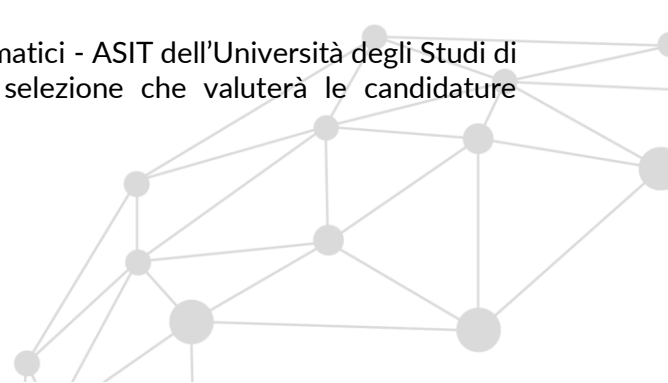 matici - ASIT dell’Università degli Studi di
selezione che valuterà le candidature